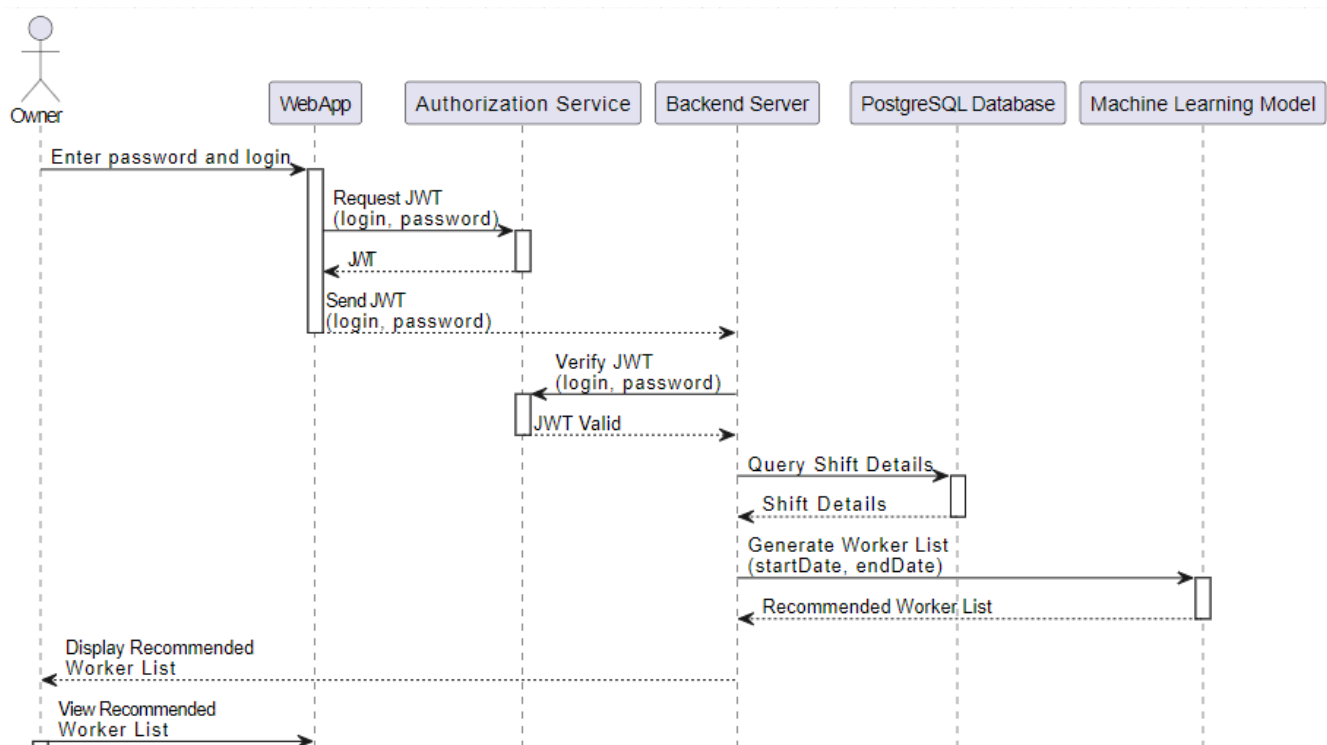 Owner
WebApp
Authorization Service
Backend Server
PostgreSQL Database
Machine Learning Model
Enter password and login
Request JWT
(login, password)
JWT
Send JWT
(login, password)
Verify JWT
(login, password)
JWT Valid
Query Shift Details
Shift Details
Generate Worker List
(startDate, endDate)
Recommended Worker List
Display Recommended
Worker List
View Recommended
Worker List